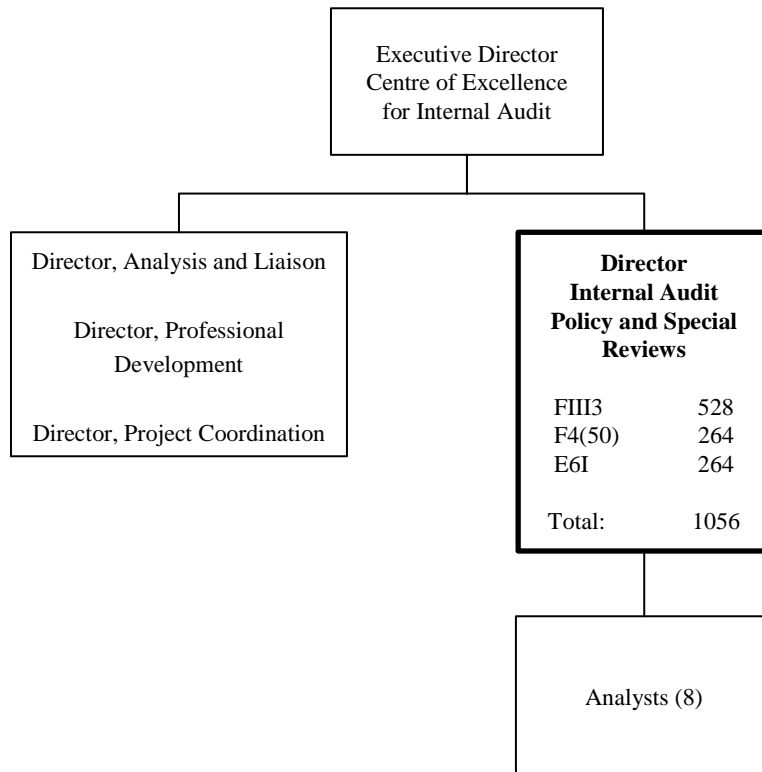 Executive Director
Centre of Excellence
for Internal Audit
Director, Analysis and Liaison
Director, Professional
Development
Director, Project Coordination
Director
Internal Audit
Policy and Special
Reviews
FIII3 528
F4(50) 264
E6I 264
Total: 1056
Analysts (8)